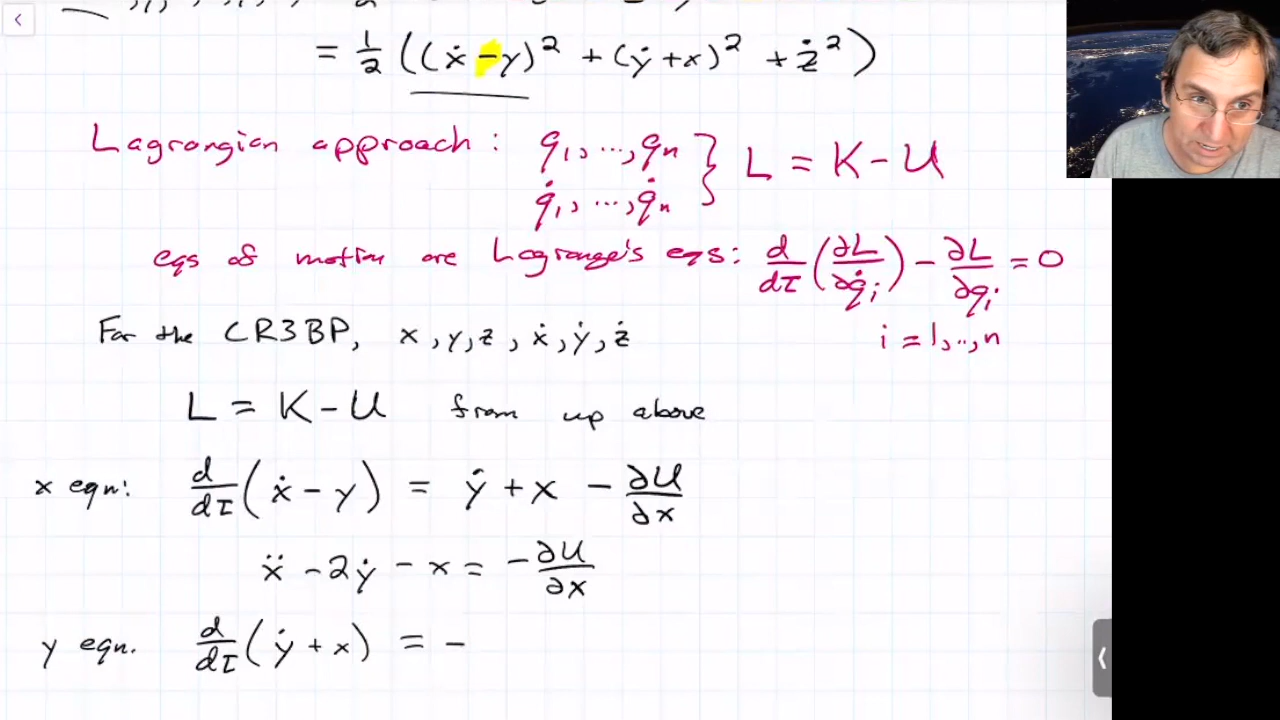 = 1/2 ((ẋ - y)² + (ẏ + x)² + ż²)
Lagrangian approach : q₁, ..., qₙ } L = K - U
q̇₁, ..., q̇ₙ
eqs of motion are Lagrange's eqs: d/dτ (∂L/∂q̇ᵢ) - ∂L/∂qᵢ = 0
i = 1, .., n
For the CR3BP, x, y, z, ẋ, ẏ, ż
L = K - U from up above
x eqn: d/dτ (ẋ - y) = ẏ + x - ∂U/∂x
ẍ - 2ẏ - x = - ∂U/∂x
y eqn. d/dτ (ẏ + x) = -